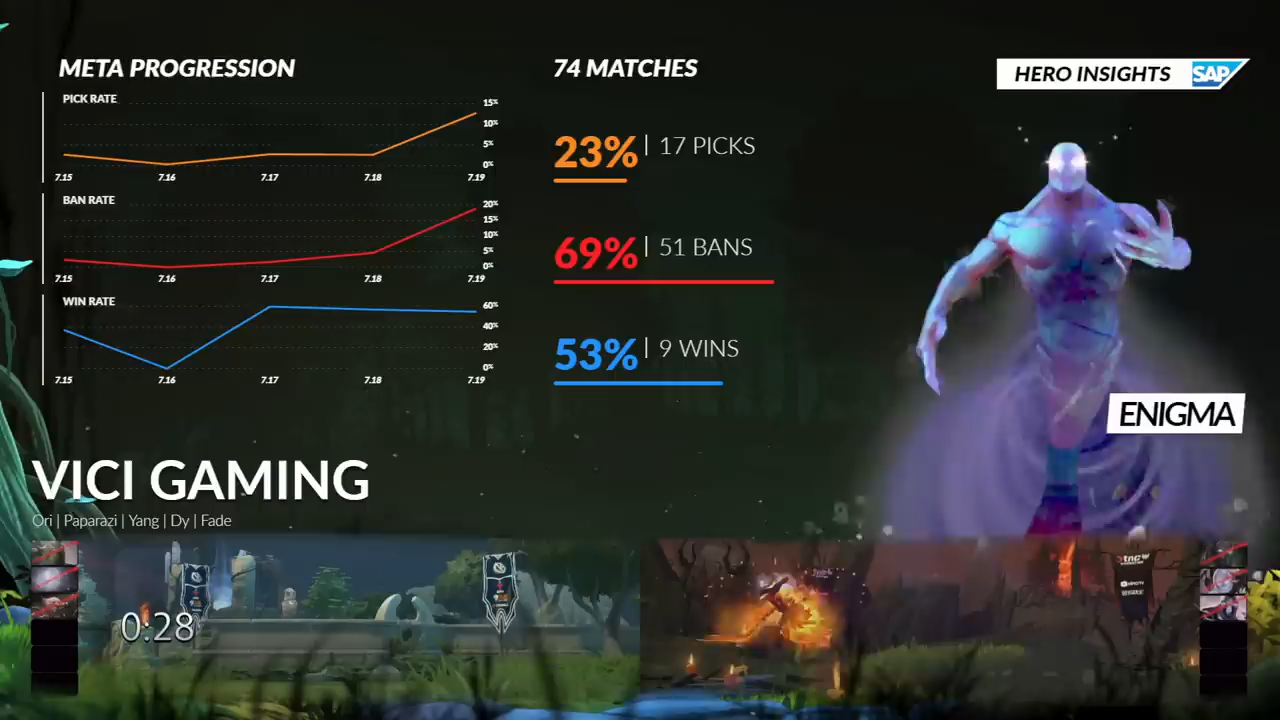 META PROGRESSION
PICK RATE
15%
10%
5%
0%
7.15 7.16 7.17 7.18 7.19
BAN RATE
20%
15%
10%
5%
0%
7.15 7.16 7.17 7.18 7.19
WIN RATE
60%
40%
20%
0%
7.15 7.16 7.17 7.18 7.19
74 MATCHES
23% | 17 PICKS
69% | 51 BANS
53% | 9 WINS
HERO INSIGHTS SAP
ENIGMA
VICI GAMING
Ori | Paparazi | Yang | Dy | Fade
0:28
tnc